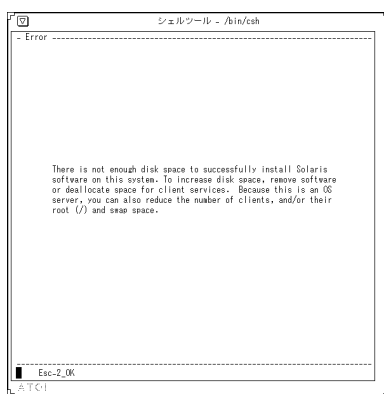 シェルツール - /bin/csh
- Error ----------------------------------------------------------------------
There is not enough disk space to successfully install Solaris
software on this system. To increase disk space, remove software
or deallocate space for client services.  Because this is an OS
server, you can also reduce the number of clients, and/or their
root (/) and swap space.
--------------------------------------------------------------------------------
Esc-2_OK